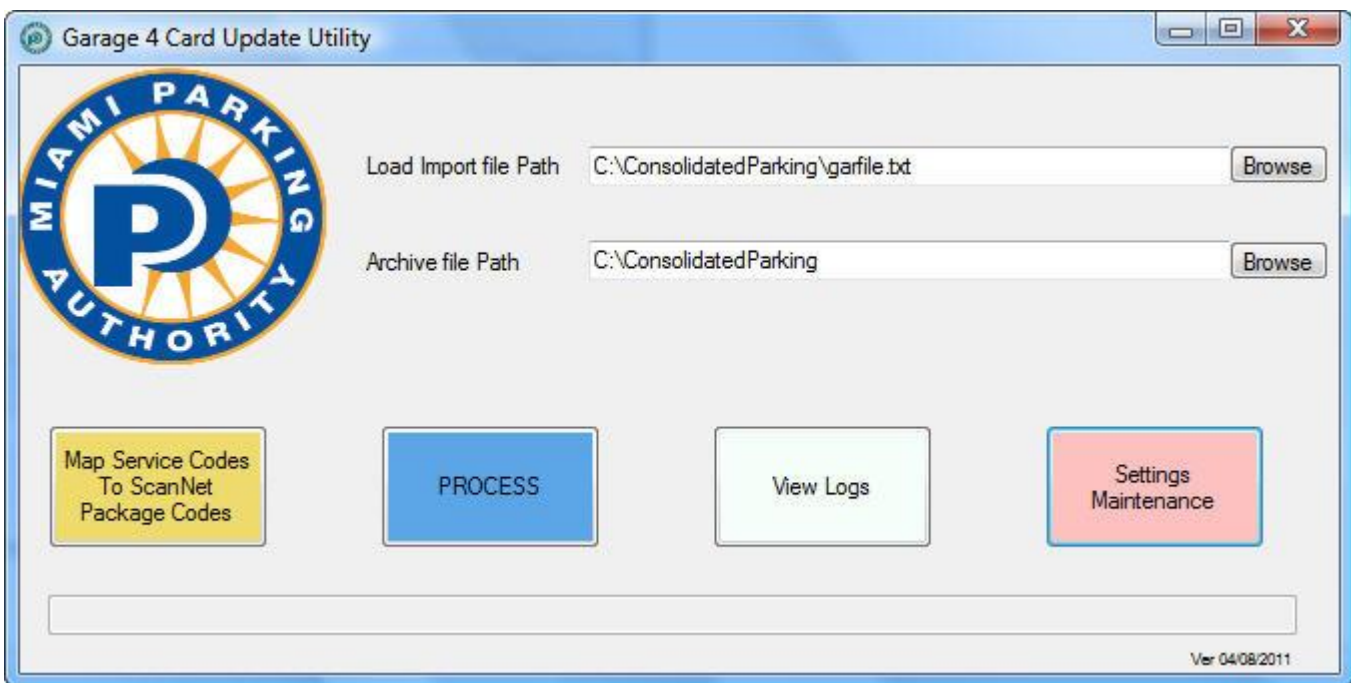 Garage 4 Card Update Utility
MIAMI PARKING AUTHORITY
Load Import file Path C:\ConsolidatedParking\garfile.txt Browse
Archive file Path C:\ConsolidatedParking Browse
Map Service Codes
To ScanNet
Package Codes
PROCESS
View Logs
Settings
Maintenance
Ver 04/08/2011